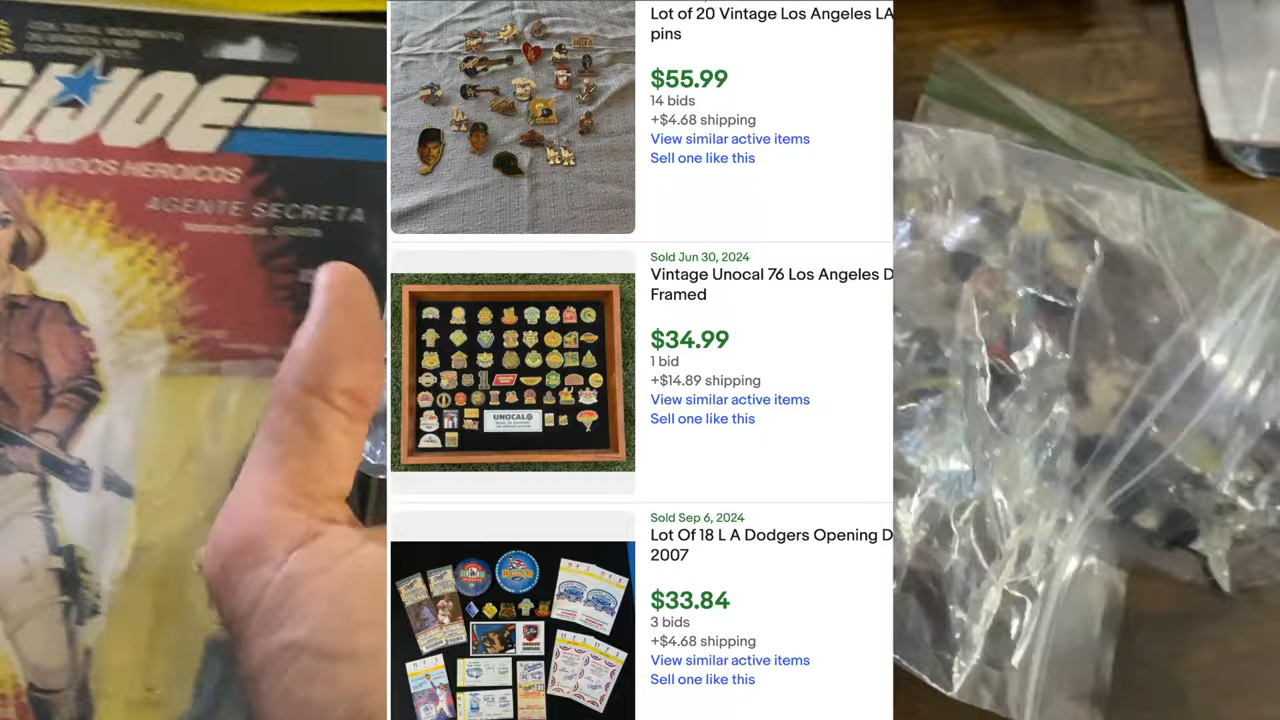 GIJOE
OMANDOS HEROICOS
AGENTE SECRETA
Lot of 20 Vintage Los Angeles LA
pins
$55.99
14 bids
+$4.68 shipping
View similar active items
Sell one like this
Sold Jun 30, 2024
Vintage Unocal 76 Los Angeles D
Framed
$34.99
1 bid
+$14.89 shipping
View similar active items
Sell one like this
UNOCAL
Sold Sep 6, 2024
Lot Of 18 L A Dodgers Opening D
2007
$33.84
3 bids
+$4.68 shipping
View similar active items
Sell one like this